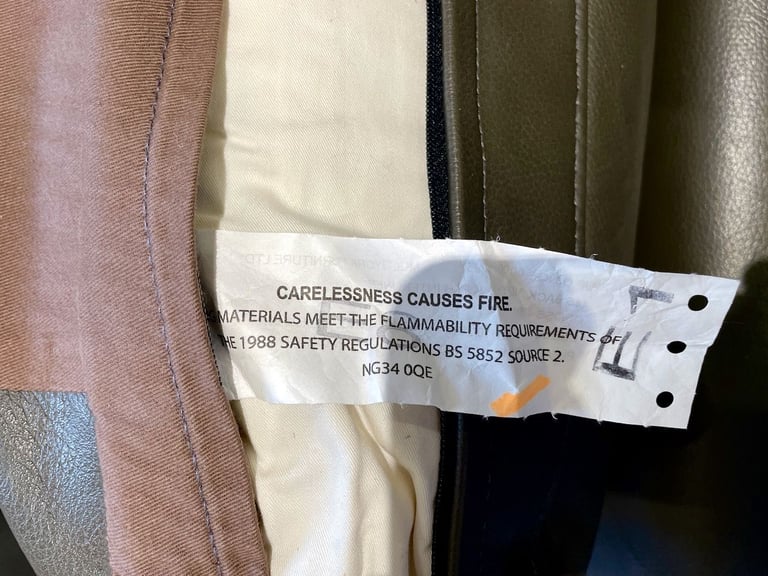 CARELESSNESS CAUSES FIRE.
MATERIALS MEET THE FLAMMABILITY REQUIREMENTS OF
THE 1988 SAFETY REGULATIONS BS 5852 SOURCE 2.
NG34 0QE
E7